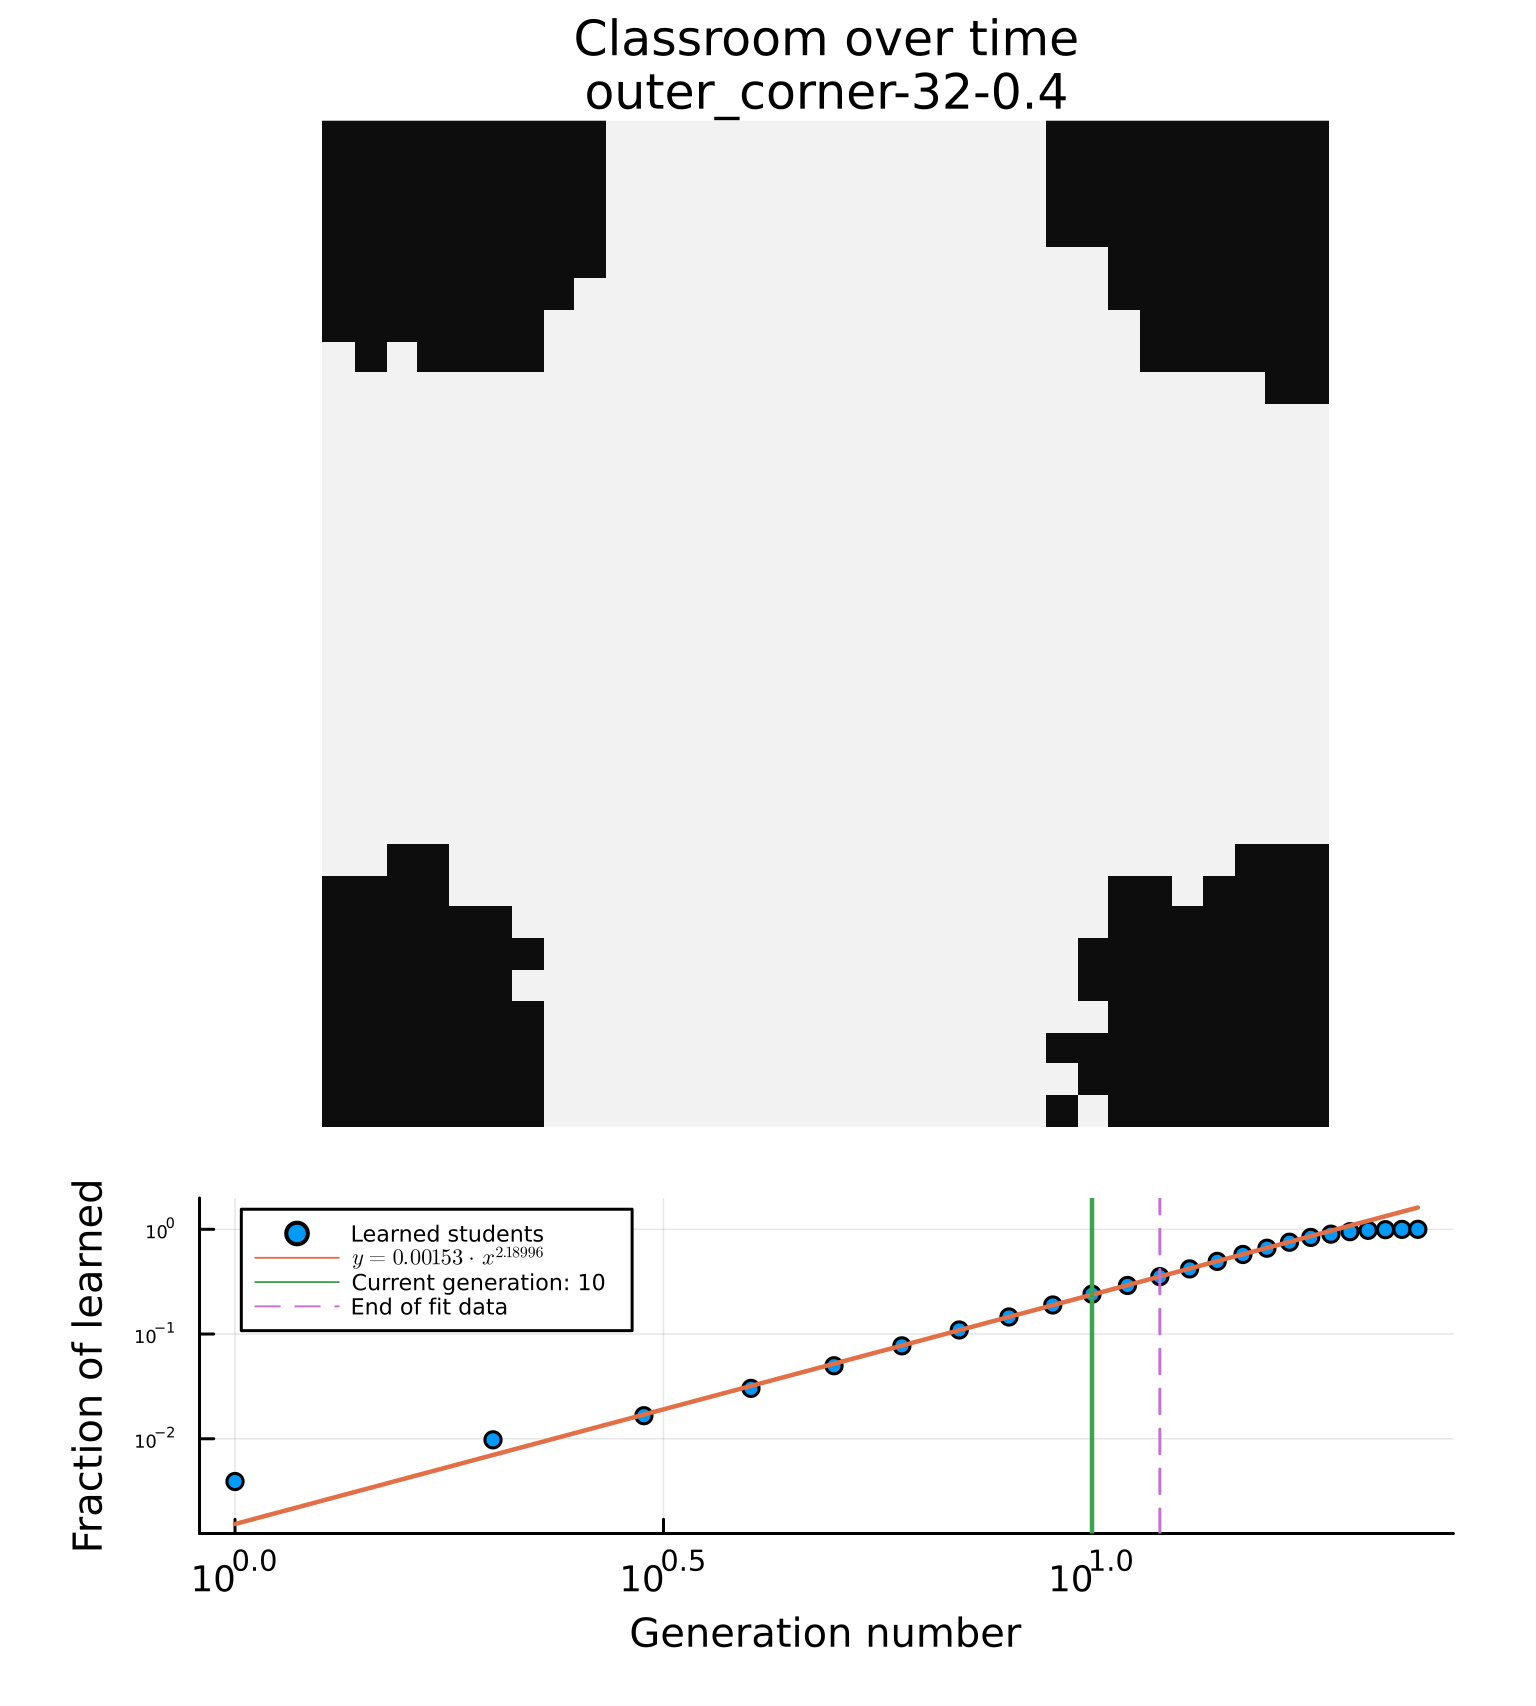 Classroom over time
outer_corner-32-0.4
Fraction of learned
10^0
10^−1
10^−2
Learned students
y = 0.00153 · x^2.18996
Current generation: 10
End of fit data
10^0.0 10^0.5 10^1.0
Generation number